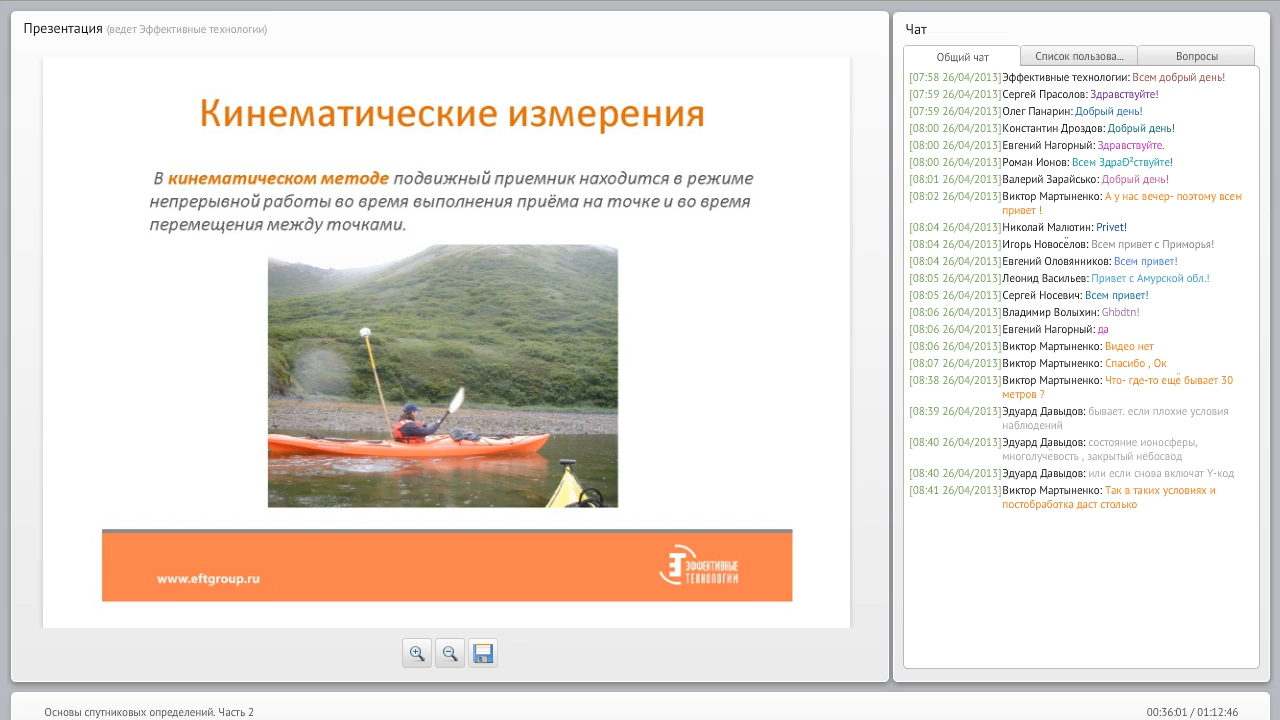 Презентация (ведет Эффективные технологии)
Кинематические измерения
В кинематическом методе подвижный приемник находится в режиме
непрерывной работы во время выполнения приёма на точке и во время
перемещения между точками.
www.eftgroup.ru
ЭФФЕКТИВНЫЕ
ТЕХНОЛОГИИ
Чат
Общий чат
Список пользова...
Вопросы
[07:58 26/04/2013]Эффективные технологии: Всем добрый день!
[07:59 26/04/2013]Сергей Прасолов: Здравствуйте!
[07:59 26/04/2013]Олег Панарин: Добрый день!
[08:00 26/04/2013]Константин Дроздов: Добрый день!
[08:00 26/04/2013]Евгений Нагорный: Здравствуйте.
[08:00 26/04/2013]Роман Ионов: Всем ЗдраÐ²ствуйте!
[08:01 26/04/2013]Валерий Зарайсько: Добрый день!
[08:02 26/04/2013]Виктор Мартыненко: А у нас вечер- поэтому всем
привет !
[08:04 26/04/2013]Николай Малютин: Privet!
[08:04 26/04/2013]Игорь Новосёлов: Всем привет с Приморья!
[08:04 26/04/2013]Евгений Оловянников: Всем привет!
[08:05 26/04/2013]Леонид Васильев: Привет с Амурской обл.!
[08:05 26/04/2013]Сергей Носевич: Всем привет!
[08:06 26/04/2013]Владимир Волыхин: Ghbdtn!
[08:06 26/04/2013]Евгений Нагорный: да
[08:06 26/04/2013]Виктор Мартыненко: Видео нет
[08:07 26/04/2013]Виктор Мартыненко: Спасибо , Ок
[08:38 26/04/2013]Виктор Мартыненко: Что- где-то ещё бывает 30
метров ?
[08:39 26/04/2013]Эдуард Давыдов: бывает. если плохие условия
наблюдений
[08:40 26/04/2013]Эдуард Давыдов: состояние ионосферы,
многолучёвость , закрытый небосвод
[08:40 26/04/2013]Эдуард Давыдов: или если снова включат Y-код
[08:41 26/04/2013]Виктор Мартыненко: Так в таких условиях и
постобработка даст столько
Основы спутниковых определений. Часть 2
00:36:01 / 01:12:46